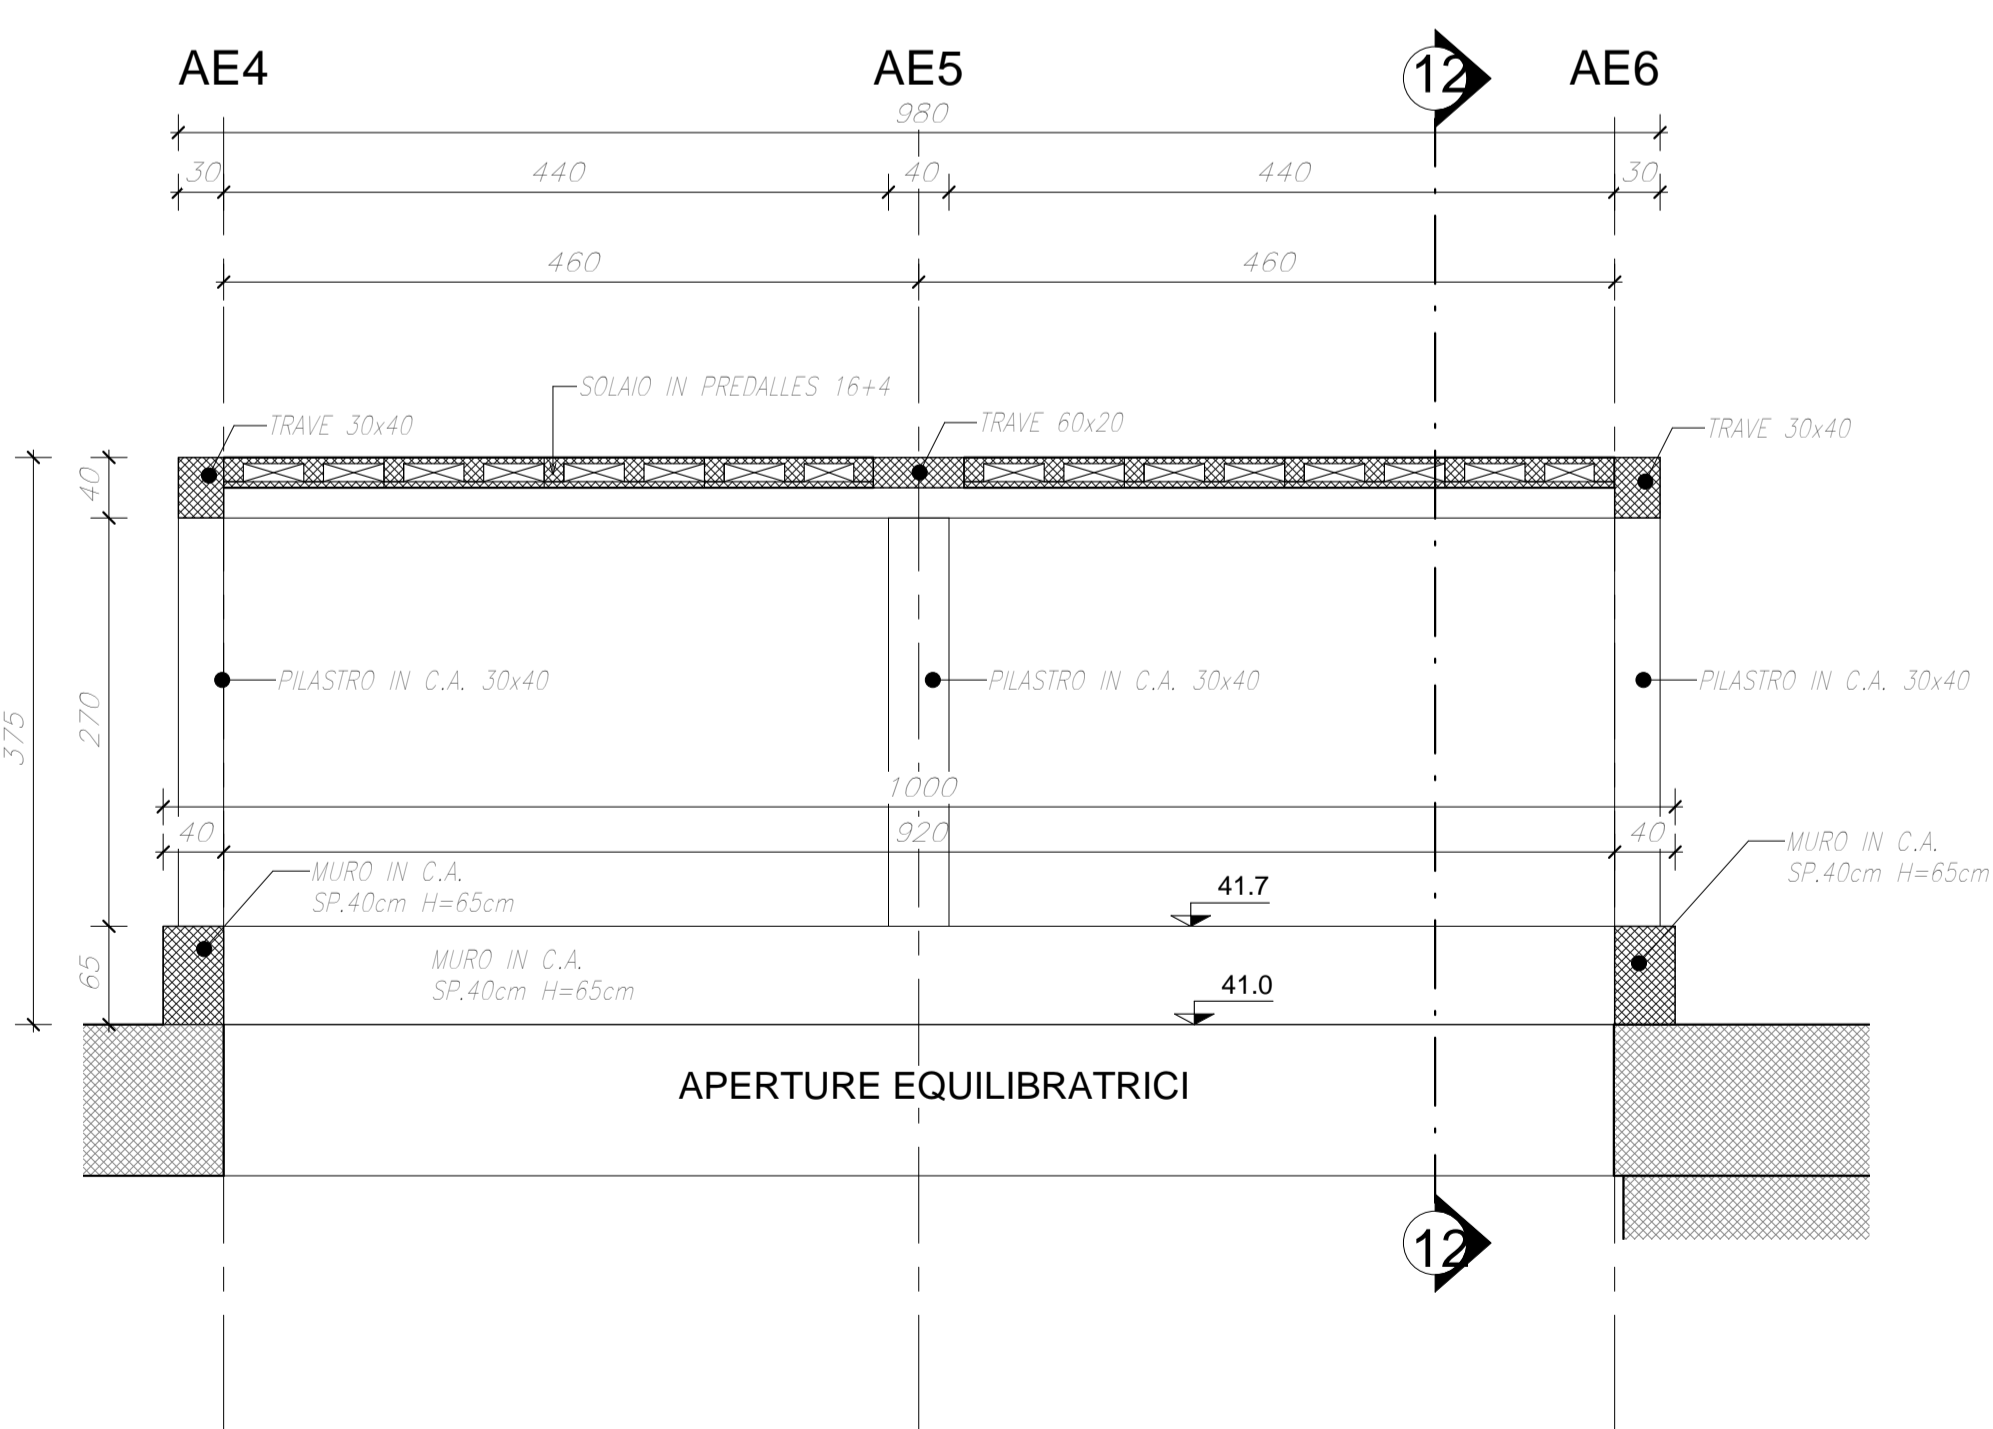 AE4
AE5
12
AE6
980
30
440
40
440
30
460
460
SOLAIO IN PREDALLES 16+4
TRAVE 30x40
TRAVE 60x20
TRAVE 30x40
40
270
375
65
PILASTRO IN C.A. 30x40
PILASTRO IN C.A. 30x40
PILASTRO IN C.A. 30x40
1000
40
920
40
MURO IN C.A.
SP.40cm H=65cm
MURO IN C.A.
SP.40cm H=65cm
41.7
MURO IN C.A.
SP.40cm H=65cm
41.0
APERTURE EQUILIBRATRICI
12